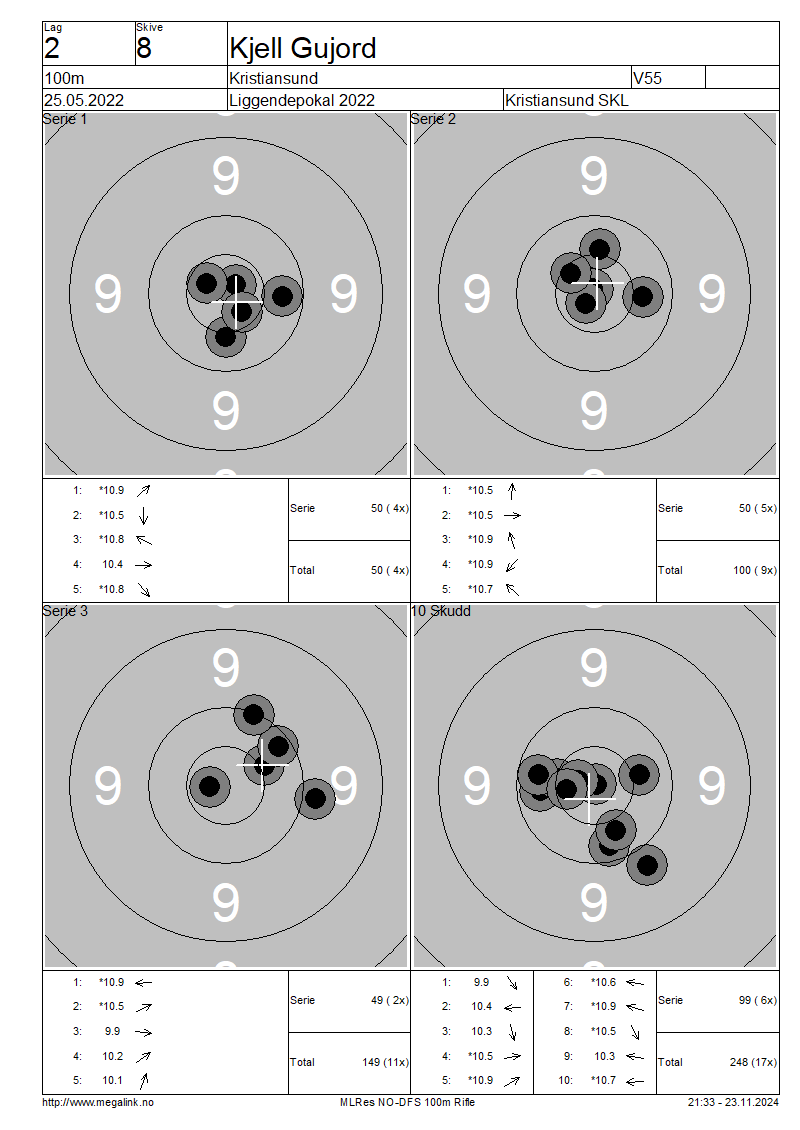 Lag Skive
2 8 Kjell Gujord
100m Kristiansund V55
25.05.2022 Liggendepokal 2022 Kristiansund SKL
Serie 1
9
9 9
9
1: *10.9
2: *10.5
3: *10.8
4: 10.4
5: *10.8
Serie 50 ( 4x)
Total 50 ( 4x)
Serie 2
9
9 9
9
1: *10.5
2: *10.5
3: *10.9
4: *10.9
5: *10.7
Serie 50 ( 5x)
Total 100 ( 9x)
Serie 3
9
9 9
9
1: *10.9
2: *10.5
3: 9.9
4: 10.2
5: 10.1
Serie 49 ( 2x)
Total 149 (11x)
10 Skudd
9
9 9
9
1: 9.9
2: 10.4
3: 10.3
4: *10.5
5: *10.9
6: *10.6
7: *10.9
8: *10.5
9: 10.3
10: *10.7
Serie 99 ( 6x)
Total 248 (17x)
http://www.megalink.no MLRes NO-DFS 100m Rifle 21:33 - 23.11.2024